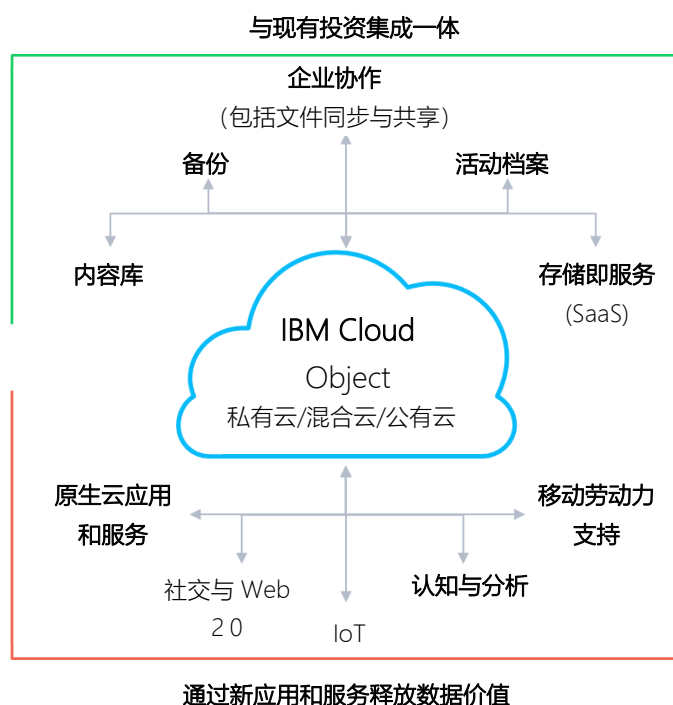 与现有投资集成一体
企业协作
（包括文件同步与共享）
备份
活动档案
内容库
存储即服务
(SaaS)
IBM Cloud
Object
私有云/混合云/公有云
原生云应用
和服务
移动劳动力
支持
社交与 Web
2 0
IoT
认知与分析
通过新应用和服务释放数据价值